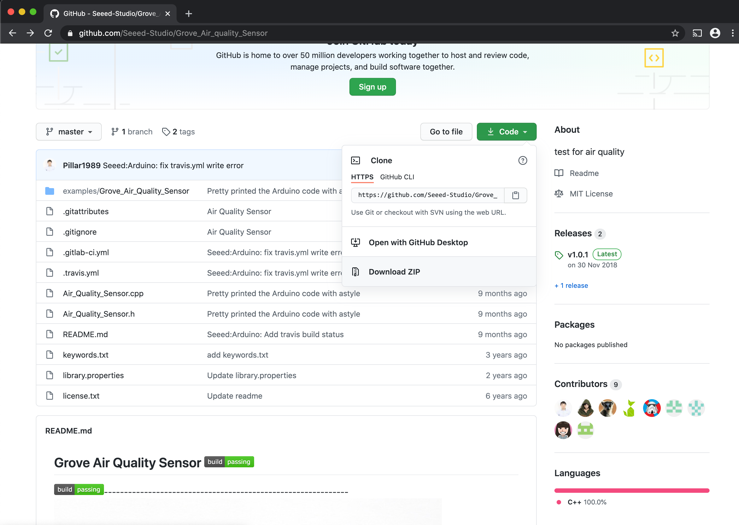 GitHub - Seeed-Studio/Grove_
github.com/Seeed-Studio/Grove_Air_quality_Sensor
Join GitHub today
GitHub is home to over 50 million developers working together to host and review code,
manage projects, and build software together.
Sign up
master
1 branch
2 tags
Go to file
Code
Pillar1989 Seeed:Arduino: fix travis.yml write error
examples/Grove_Air_Quality_Sensor Pretty printed the Arduino code with a
.gitattributes Air Quality Sensor
.gitignore Air Quality Sensor
.gitlab-ci.yml Seeed:Arduino: fix travis.yml write erro
.travis.yml Seeed:Arduino: fix travis.yml write erro
Air_Quality_Sensor.cpp Pretty printed the Arduino code with astyle 9 months ago
Air_Quality_Sensor.h Pretty printed the Arduino code with astyle 9 months ago
README.md Seeed:Arduino: Add travis build status 9 months ago
keywords.txt add keywords.txt 3 years ago
library.properties Update library.properties 2 years ago
license.txt Update readme 6 years ago
Clone
HTTPS GitHub CLI
https://github.com/Seeed-Studio/Grove_
Use Git or checkout with SVN using the web URL.
Open with GitHub Desktop
Download ZIP
README.md
Grove Air Quality Sensor build passing
build passing
About
test for air quality
Readme
MIT License
Releases 2
v1.0.1 Latest
on 30 Nov 2018
+ 1 release
Packages
No packages published
Contributors 9
Languages
C++ 100.0%